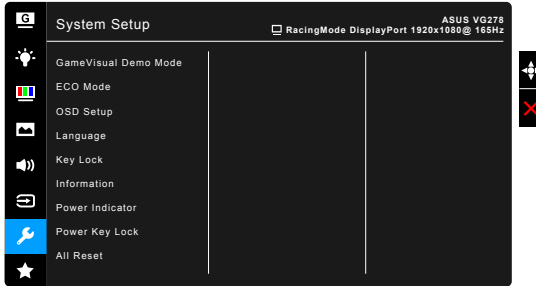 G
System Setup
ASUS VG278
RacingMode DisplayPort 1920x1080@ 165Hz
GameVisual Demo Mode
ECO Mode
OSD Setup
Language
Key Lock
Information
Power Indicator
Power Key Lock
All Reset